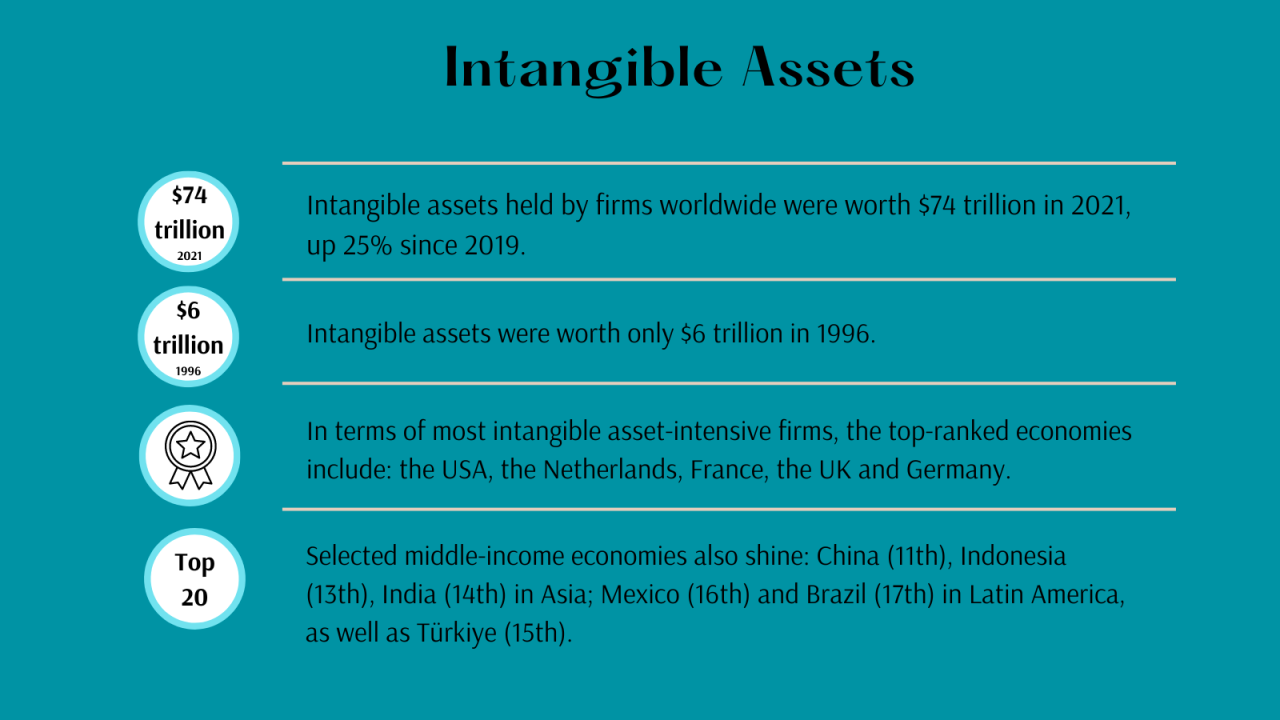 Intangible Assets
$74
trillion
2021
Intangible assets held by firms worldwide were worth $74 trillion in 2021,
up 25% since 2019.
$6
trillion
1996
Intangible assets were worth only $6 trillion in 1996.
In terms of most intangible asset-intensive firms, the top-ranked economies
include: the USA, the Netherlands, France, the UK and Germany.
Top
20
Selected middle-income economies also shine: China (11th), Indonesia
(13th), India (14th) in Asia; Mexico (16th) and Brazil (17th) in Latin America,
as well as Türkiye (15th).